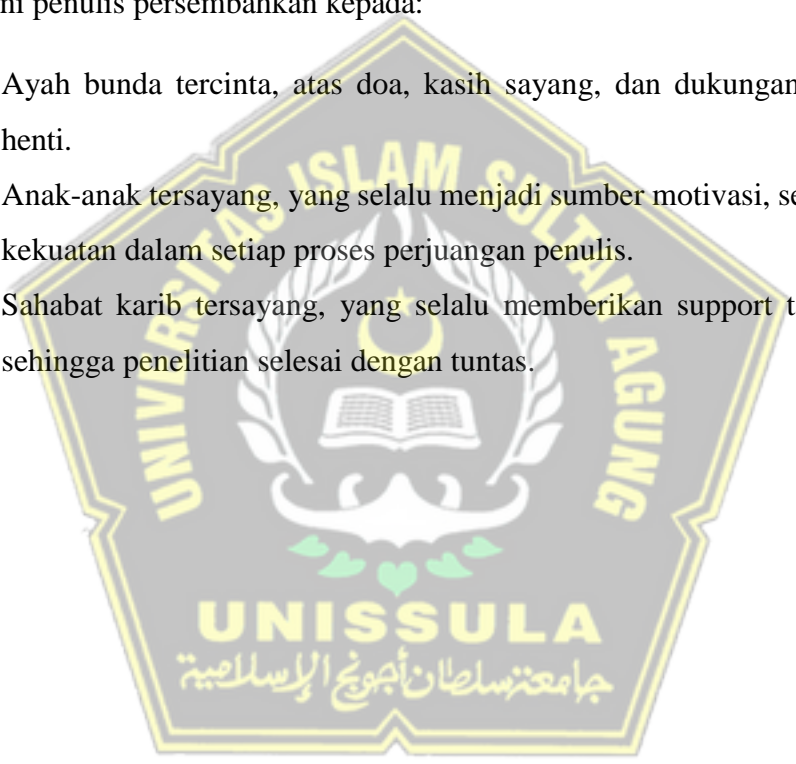 ni penulis persembahkan kepada:
Ayah bunda tercinta, atas doa, kasih sayang, dan dukungan
henti.
Anak-anak tersayang, yang selalu menjadi sumber motivasi, se
kekuatan dalam setiap proses perjuangan penulis.
Sahabat karib tersayang, yang selalu memberikan support t
sehingga penelitian selesai dengan tuntas.
UNIVERSITAS ISLAM SULTAN AGUNG
UNISSULA
جامعة سلطان أجونج الإسلامية